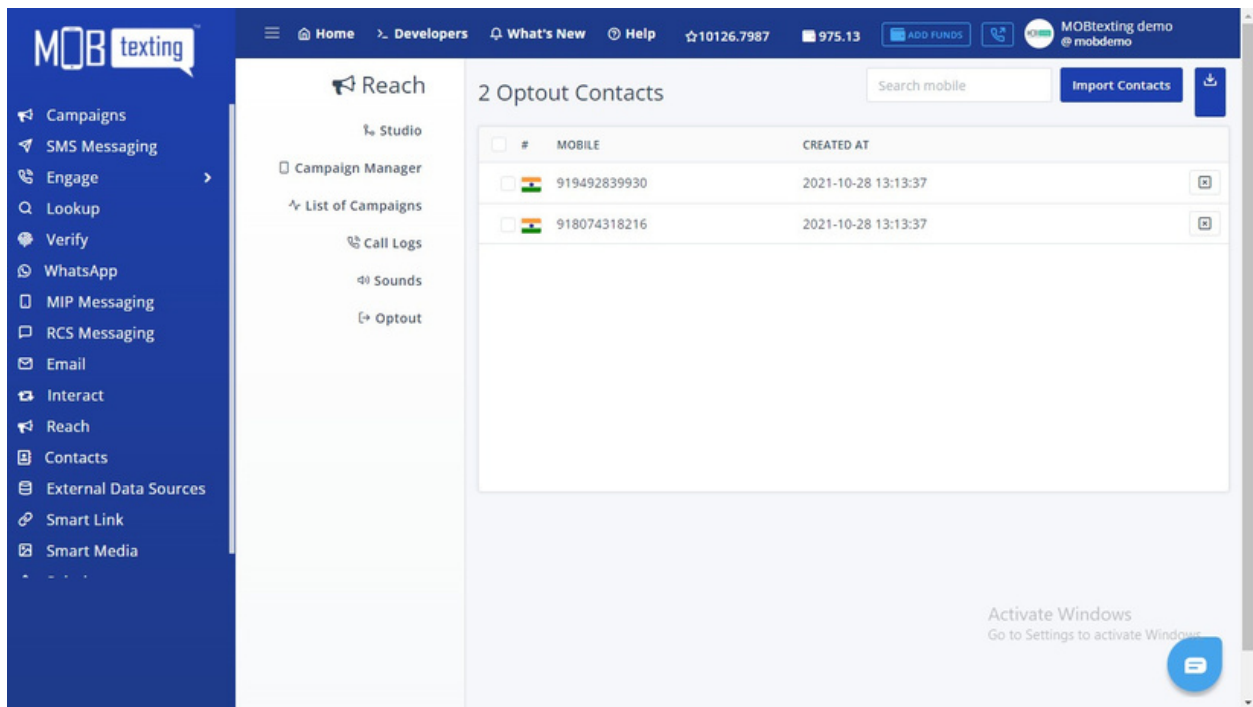 MOB texting
Home Developers What's New Help 10126.7987 975.13 ADD FUNDS MOBtexting demo
@ mobdemo
Campaigns
SMS Messaging
Engage
Lookup
Verify
WhatsApp
MIP Messaging
RCS Messaging
Email
Interact
Reach
Contacts
External Data Sources
Smart Link
Smart Media
Reach
Studio
Campaign Manager
List of Campaigns
Call Logs
Sounds
Optout
2 Optout Contacts
Search mobile
Import Contacts
# MOBILE CREATED AT
919492839930 2021-10-28 13:13:37
918074318216 2021-10-28 13:13:37
Activate Windows
Go to Settings to activate Windows.